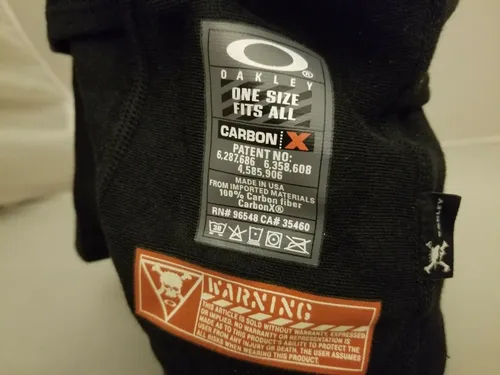 OAKLEY®
ONE SIZE
FITS ALL
CARBON X
PATENT NO:
6,287,686 6,358,608
4,585,906
MADE IN USA
FROM IMPORTED MATERIALS
100% Carbon fiber
CarbonX®
RN# 96548 CA# 35460
30
WARNING
THIS ARTICLE IS SOLD WITHOUT WARRANTY, EXPRESSED
OR IMPLIED. NO WARRANTY OR REPRESENTATION IS
MADE AS TO THIS PRODUCT'S ABILITY TO PROTECT THE
USER FROM ANY INJURY OR DEATH. THE USER ASSUMES
ALL RISKS WHEN WEARING THIS PRODUCT.
OAKLEY